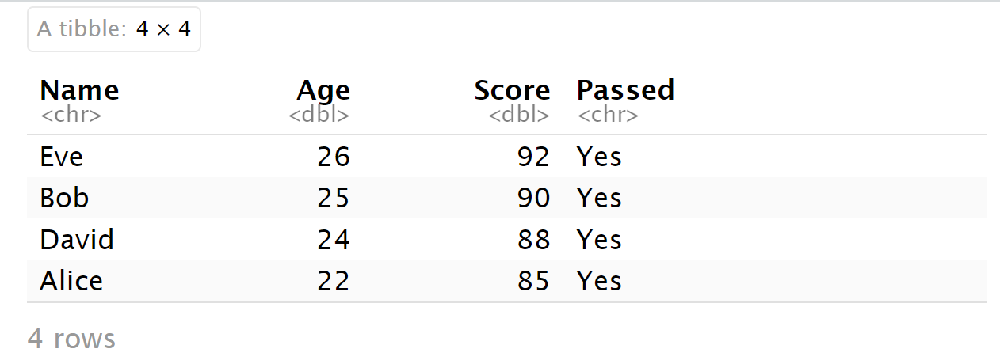 A tibble: 4 × 4
Name Age Score Passed
<chr> <dbl> <dbl> <chr>
Eve 26 92 Yes
Bob 25 90 Yes
David 24 88 Yes
Alice 22 85 Yes
4 rows